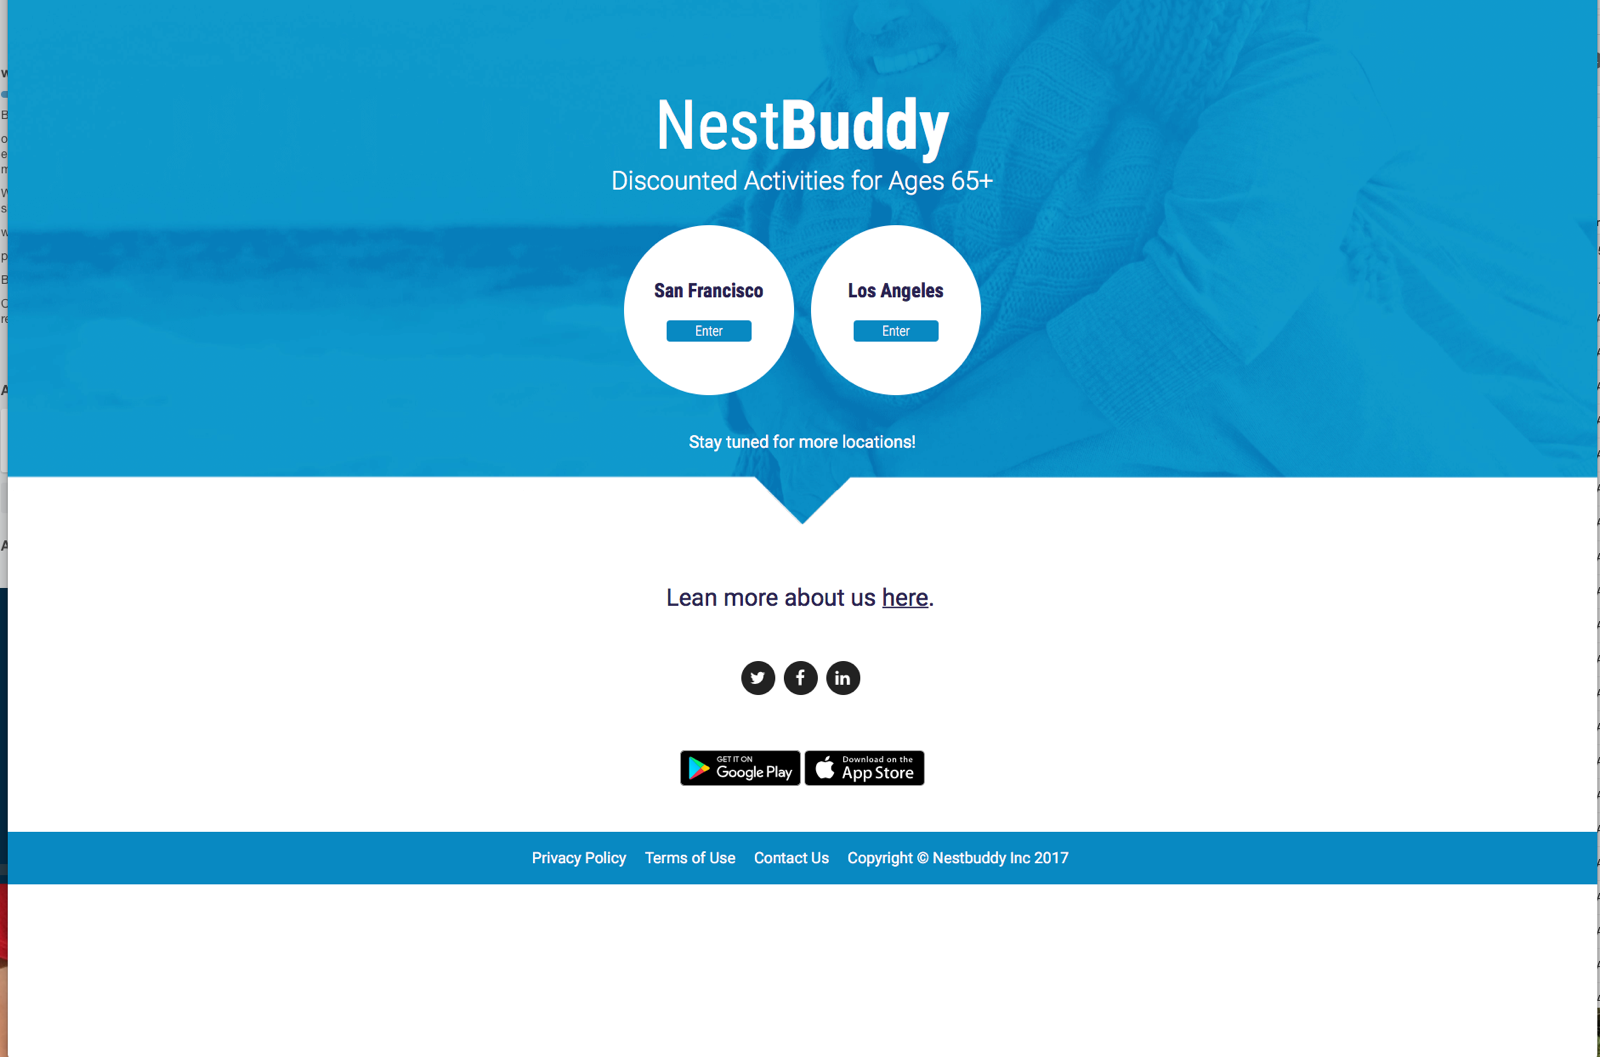 NestBuddy
Discounted Activities for Ages 65+
San Francisco
Enter
Los Angeles
Enter
Stay tuned for more locations!
Lean more about us here.
GET IT ON
Google Play
Download on the
App Store
Privacy Policy Terms of Use Contact Us Copyright © Nestbuddy Inc 2017